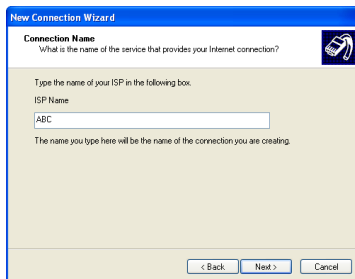 New Connection Wizard
Connection Name
What is the name of the service that provides your Internet connection?
Type the name of your ISP in the following box.
ISP Name
ABC
The name you type here will be the name of the connection you are creating.
< Back
Next >
Cancel